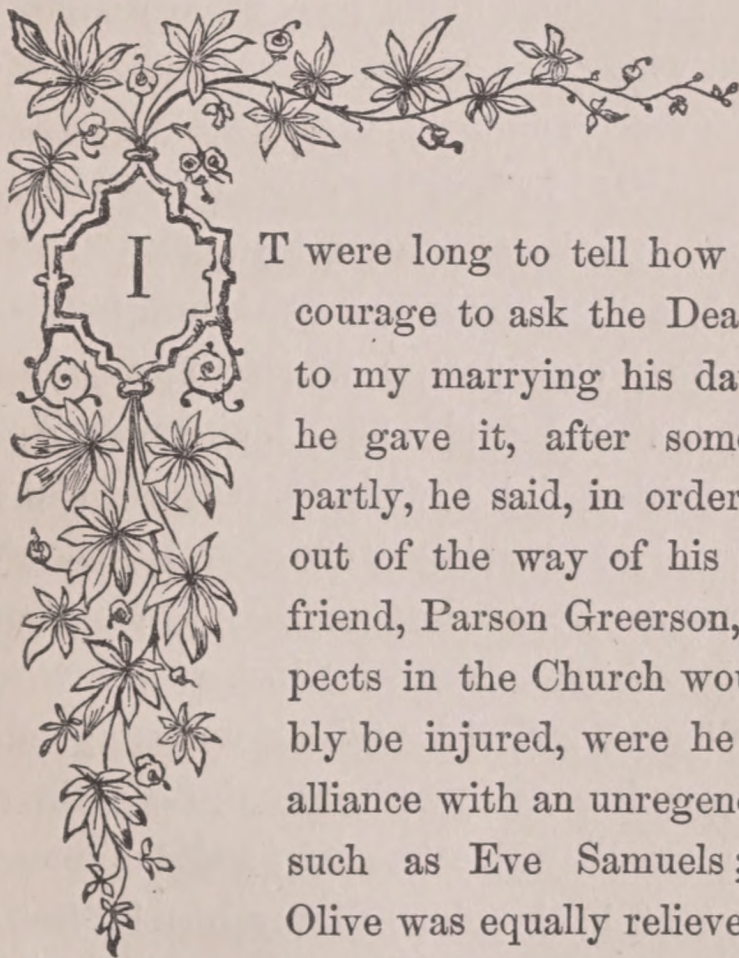 IT were long to tell how
courage to ask the Dea
to my marrying his da
he gave it, after som
partly, he said, in order
out of the way of his
friend, Parson Greerson,
pects in the Church wou
bly be injured, were he
alliance with an unregen
such as Eve Samuels;
Olive was equally relieve